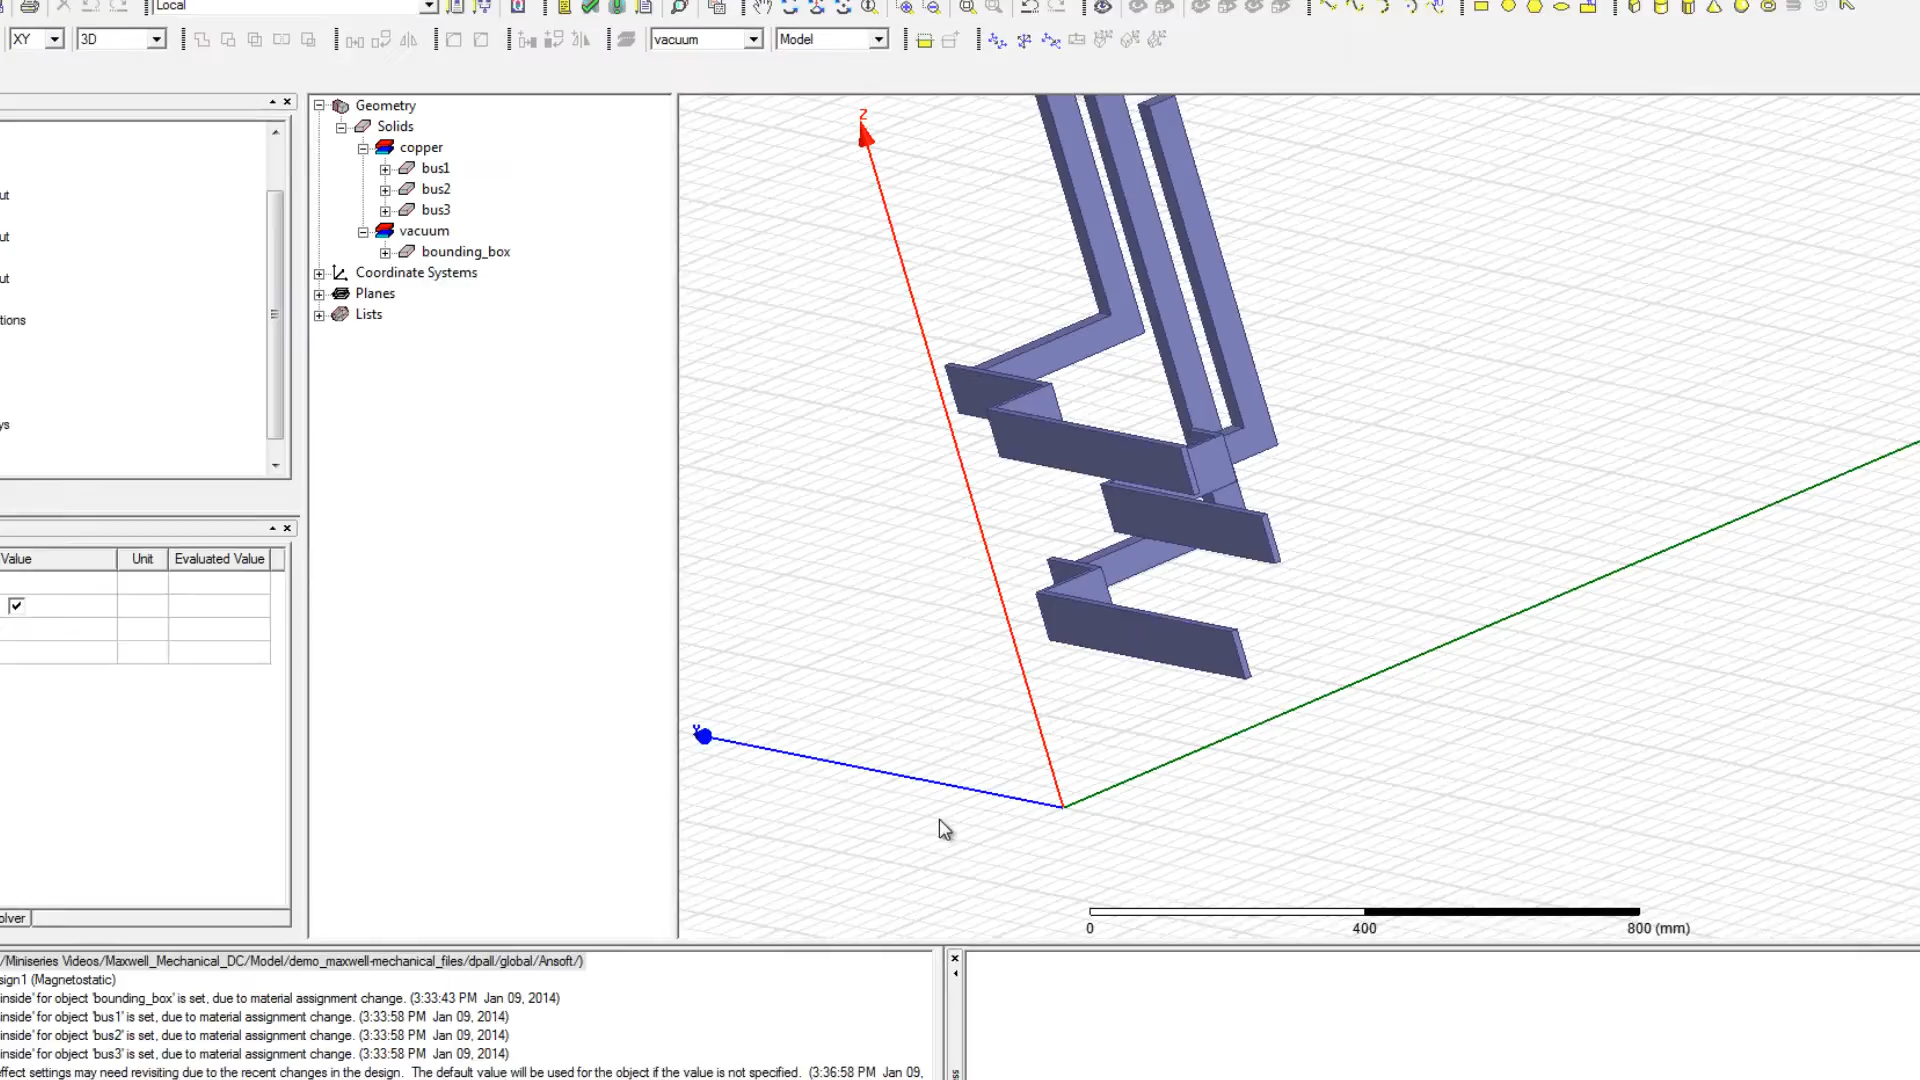 Local
XY 3D vacuum Model
Geometry
Solids
copper
bus1
bus2
bus3
vacuum
bounding_box
Coordinate Systems
Planes
Lists
ut
ut
ut
tions
ys
Value Unit Evaluated Value
olver
Z
0 400 800 (mm)
/Miniseries Videos/Maxwell_Mechanical_DC/Model/demo_maxwell-mechanical_files/dpall/global/Ansoft/)
sign1 (Magnetostatic)
inside' for object 'bounding_box' is set, due to material assignment change. (3:33:43 PM Jan 09, 2014)
inside' for object 'bus1' is set, due to material assignment change. (3:33:58 PM Jan 09, 2014)
inside' for object 'bus2' is set, due to material assignment change. (3:33:58 PM Jan 09, 2014)
inside' for object 'bus3' is set, due to material assignment change. (3:33:58 PM Jan 09, 2014)
effect settings may need revisiting due to the recent changes in the design. The default value will be used for the object if the value is not specified. (3:36:58 PM Jan 09,